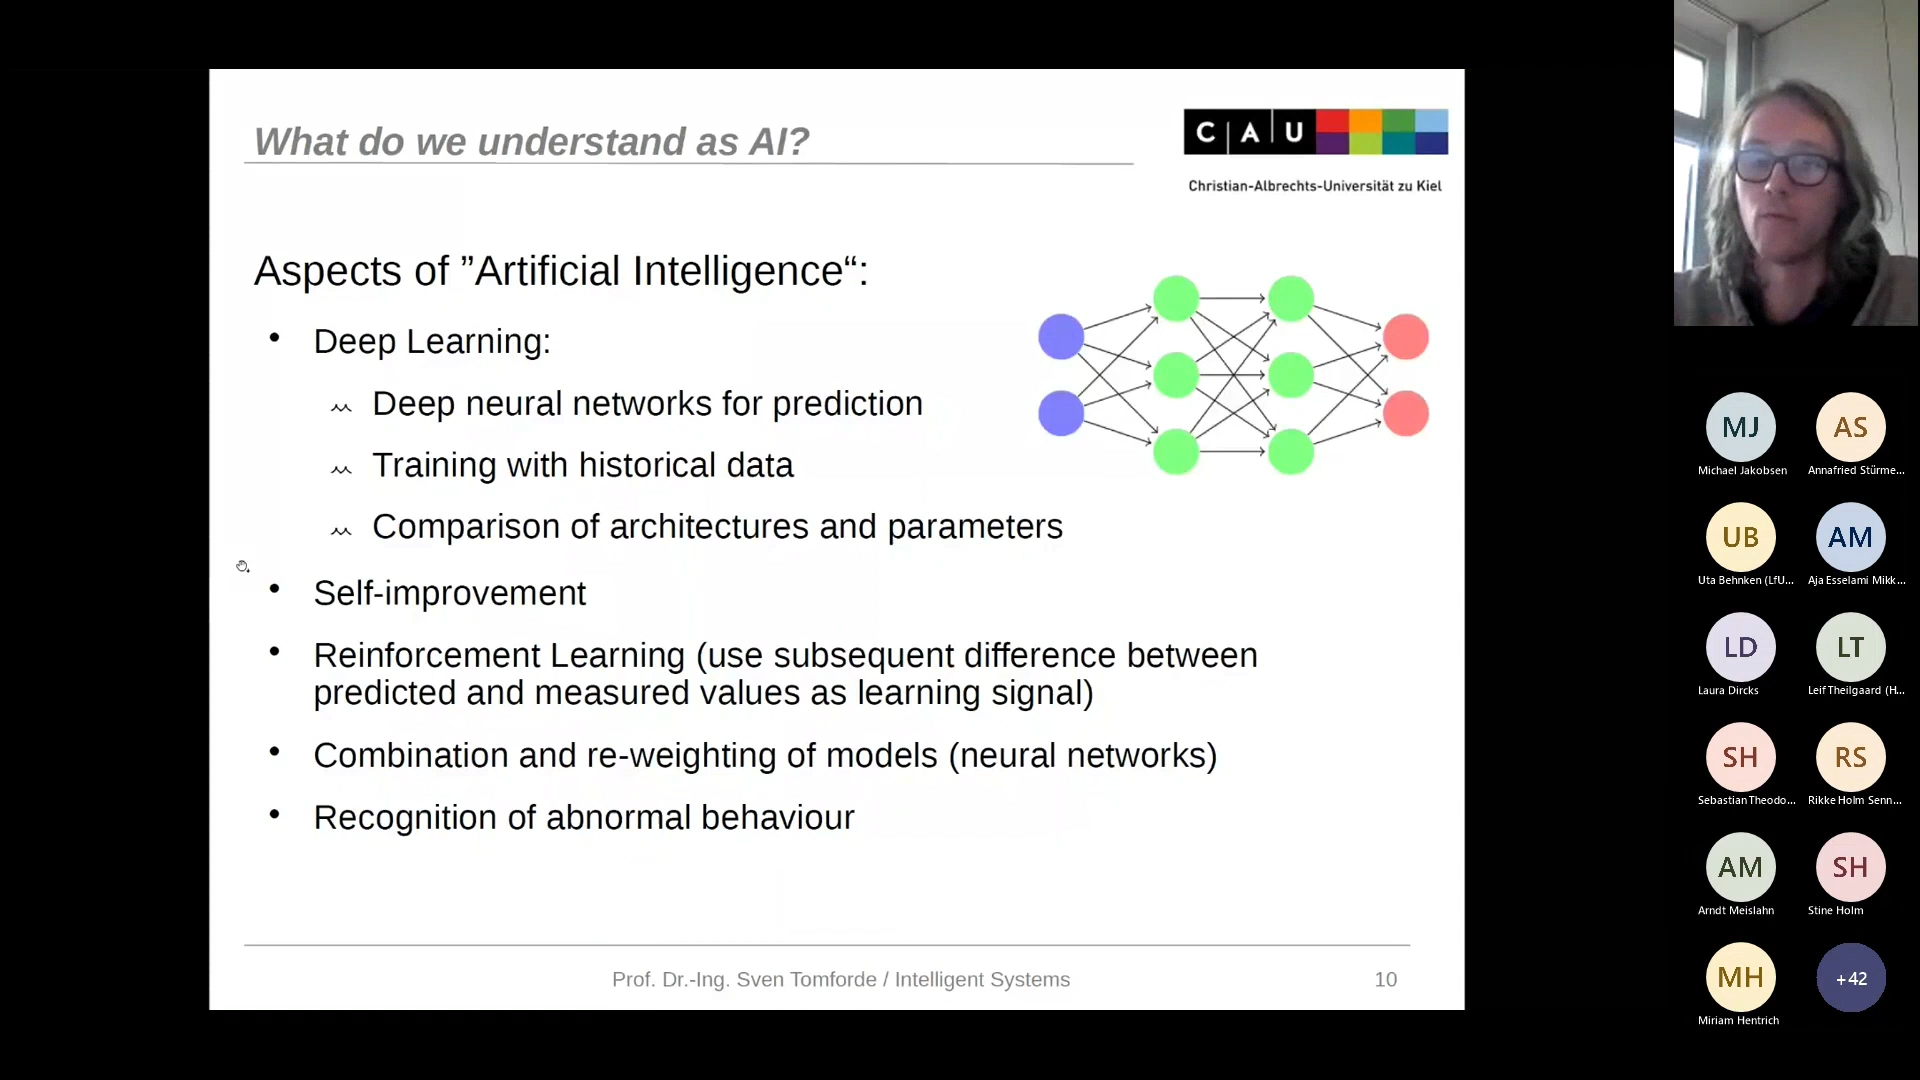 What do we understand as AI?
C A U
Christian-Albrechts-Universität zu Kiel
Aspects of ”Artificial Intelligence“:
• Deep Learning:
Deep neural networks for prediction
Training with historical data
Comparison of architectures and parameters
• Self-improvement
• Reinforcement Learning (use subsequent difference between
predicted and measured values as learning signal)
• Combination and re-weighting of models (neural networks)
• Recognition of abnormal behaviour
Prof. Dr.-Ing. Sven Tomforde / Intelligent Systems
10
MJ
AS
Michael Jakobsen
Annafried Stürme...
UB
AM
Uta Behnken (LfU...
Aja Esselami Mikk...
LD
LT
Laura Dircks
Leif Theilgaard (H...
SH
RS
Sebastian Theodo...
Rikke Holm Senn...
AM
SH
Arndt Meislahn
Stine Holm
MH
+42
Miriam Hentrich